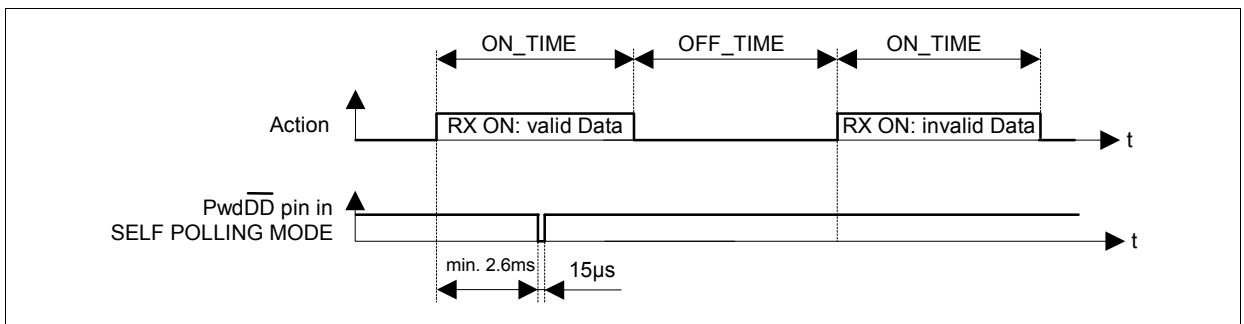 ON_TIME OFF_TIME ON_TIME
Action RX ON: valid Data RX ON: invalid Data t
PwdD̅D̅ pin in
SELF POLLING MODE t
min. 2.6ms 15µs